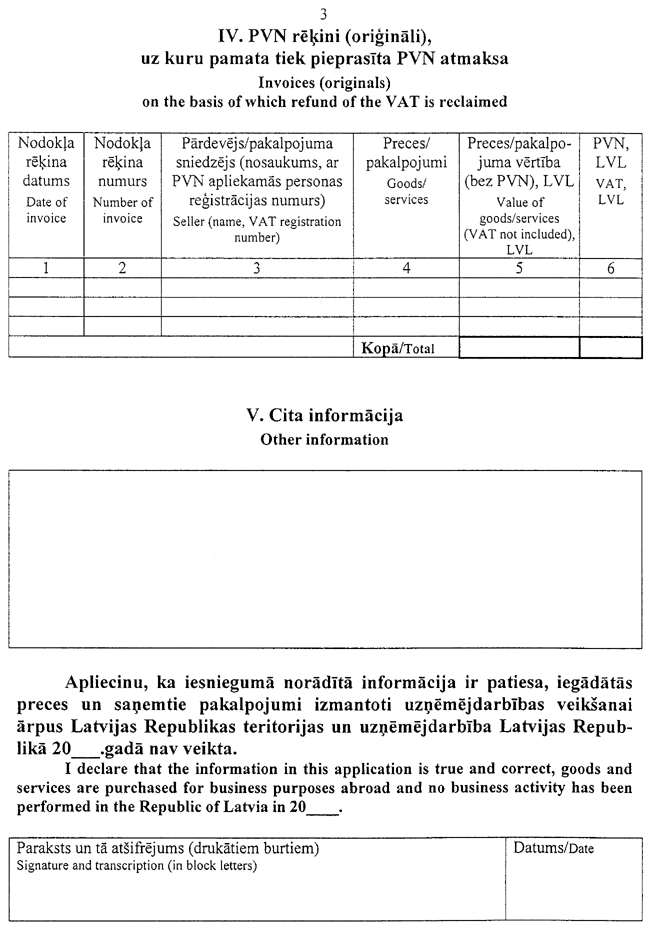 3
IV. PVN rēķini (oriģināli),
uz kuru pamata tiek pieprasīta PVN atmaksa
Invoices (originals)
on the basis of which refund of the VAT is reclaimed
Nodokļa
rēķina
datums
Date of
invoice
Nodokļa
rēķina
numurs
Number of
invoice
Pārdevējs/pakalpojuma
sniedzējs (nosaukums, ar
PVN apliekamās personas
reģistrācijas numurs)
Seller (name, VAT registration
number)
Preces/
pakalpojumi
Goods/
services
Preces/pakalpo-
juma vērtība
(bez PVN), LVL
Value of
goods/services
(VAT not included),
LVL
PVN,
LVL
VAT,
LVL
1 2 3 4 5 6
Kopā/Total
V. Cita informācija
Other information
Apliecinu, ka iesniegumā norādītā informācija ir patiesa, iegādātās
preces un saņemtie pakalpojumi izmantoti uzņēmējdarbības veikšanai
ārpus Latvijas Republikas teritorijas un uzņēmējdarbība Latvijas Repub-
likā 20___.gadā nav veikta.
I declare that the information in this application is true and correct, goods and
services are purchased for business purposes abroad and no business activity has been
performed in the Republic of Latvia in 20____.
Paraksts un tā atšifrējums (drukātiem burtiem)
Signature and transcription (in block letters)
Datums/Date